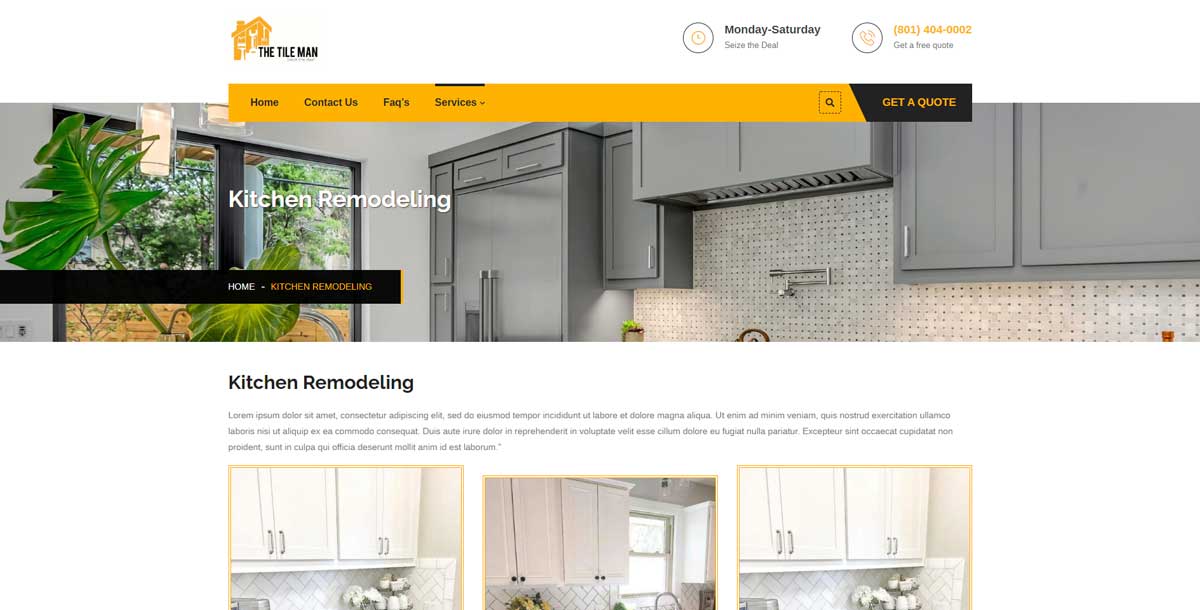 THE TILE MAN
Monday-Saturday
Seize the Deal
(801) 404-0002
Get a free quote
Home
Contact Us
Faq's
Services
GET A QUOTE
Kitchen Remodeling
HOME - KITCHEN REMODELING
Kitchen Remodeling
Lorem ipsum dolor sit amet, consectetur adipiscing elit, sed do eiusmod tempor incididunt ut labore et dolore magna aliqua. Ut enim ad minim veniam, quis nostrud exercitation ullamco
laboris nisi ut aliquip ex ea commodo consequat. Duis aute irure dolor in reprehenderit in voluptate velit esse cillum dolore eu fugiat nulla pariatur. Excepteur sint occaecat cupidatat non
proident, sunt in culpa qui officia deserunt mollit anim id est laborum."